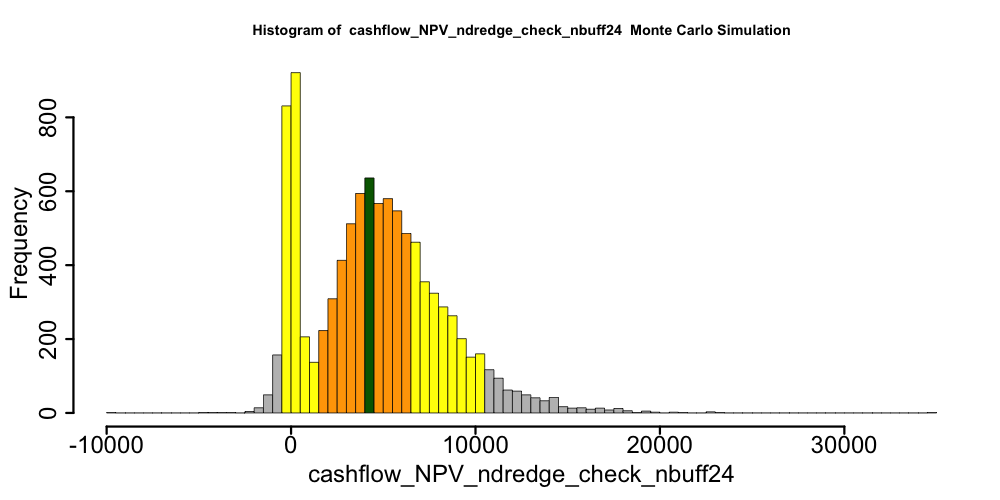 Histogram of  cashflow_NPV_ndredge_check_nbuff24  Monte Carlo Simulation
Frequency
800
600
400
200
0
-10000 0 10000 20000 30000
cashflow_NPV_ndredge_check_nbuff24